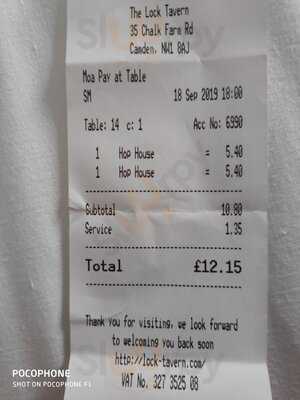 The Lock Tavern
35 Chalk Farm Rd
Camden, NW1 8AJ
Moa Pay at Table
SM 18 Sep 2019 18:00
Table: 14 c: 1 Acc No: 6990
1 Hop House = 5.40
1 Hop House = 5.40
Subtotal 10.80
Service 1.35
Total £12.15
Thank you for visiting, we look forward
to welcoming you back soon
http://lock-tavern.com/
VAT No. 327 3525 08
POCOPHONE
SHOT ON POCOPHONE F1